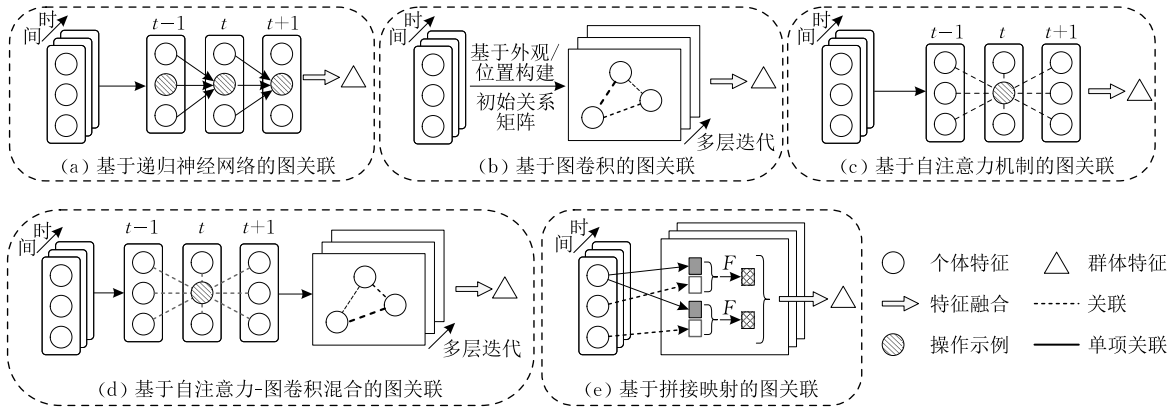 时间
t−1 t t+1
(a) 基于递归神经网络的图关联
时间
基于外观/
位置构建
初始关系
矩阵
多层迭代
(b) 基于图卷积的图关联
时间
t−1 t t+1
(c) 基于自注意力机制的图关联
时间
t−1 t t+1
多层迭代
(d) 基于自注意力-图卷积混合的图关联
时间
F
F
(e) 基于拼接映射的图关联
个体特征 群体特征
特征融合 关联
操作示例 单项关联